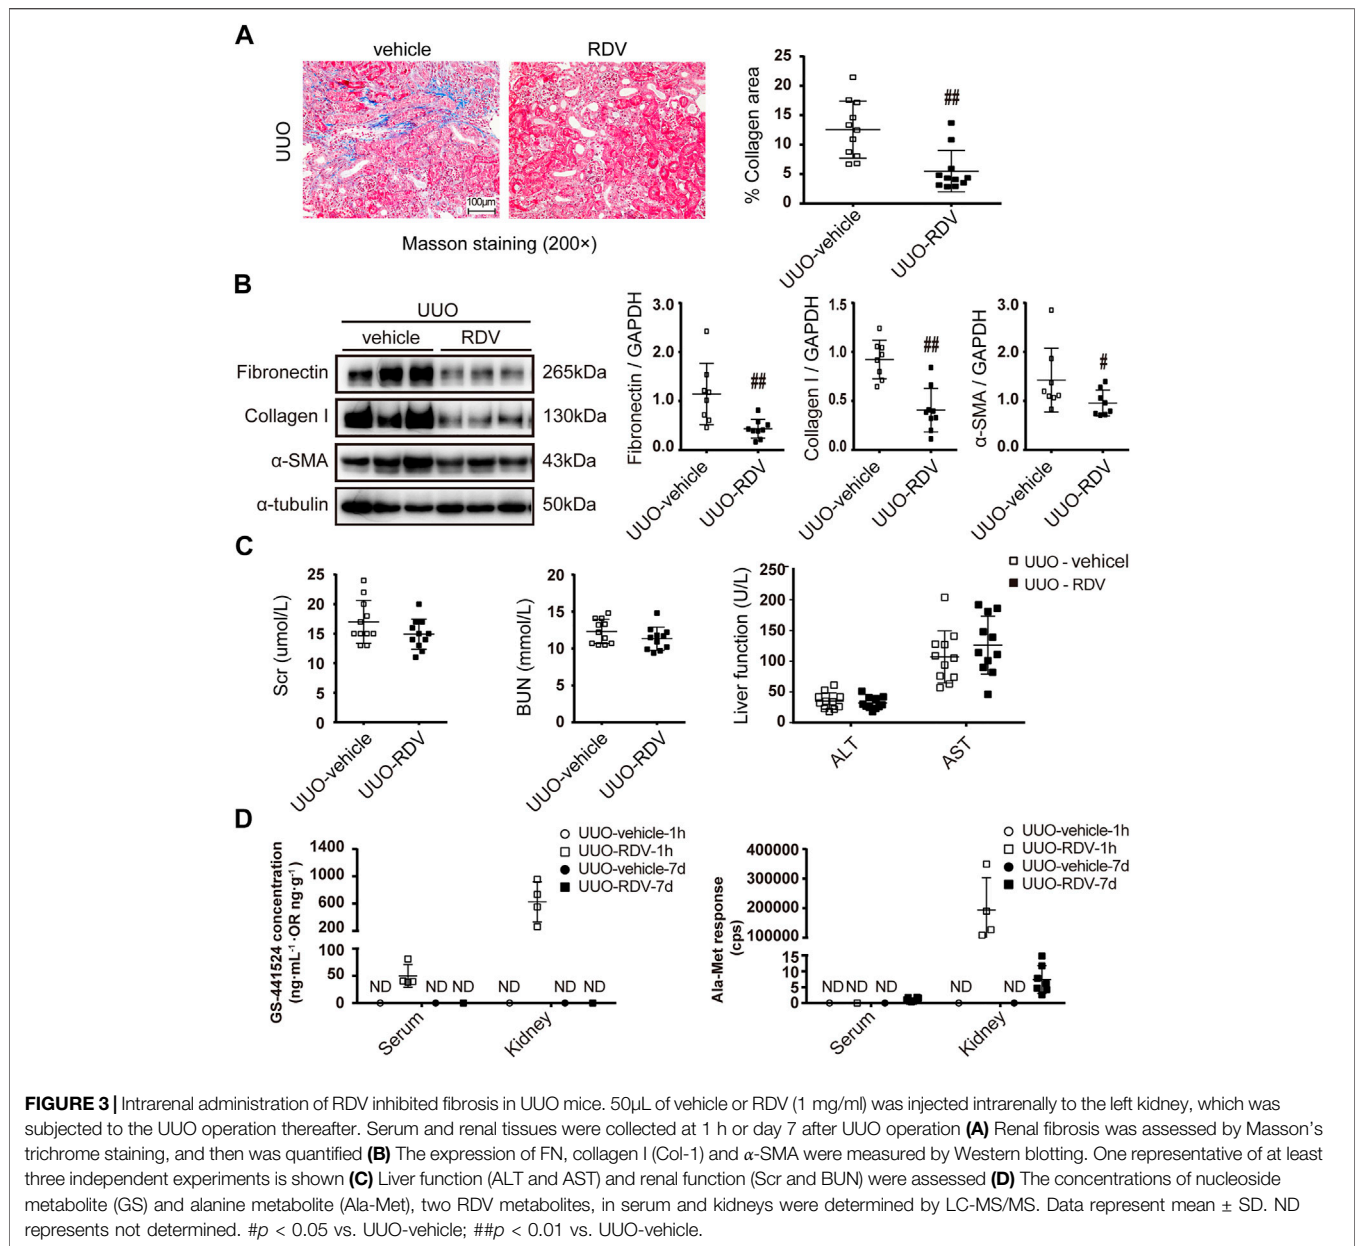 A
vehicle
RDV
UUO
100µm
Masson staining (200×)
% Collagen area
25
20
15
10
5
0
##
UUO-vehicle
UUO-RDV
B
UUO
vehicle
RDV
Fibronectin
265kDa
Collagen I
130kDa
α-SMA
43kDa
α-tubulin
50kDa
Fibronectin / GAPDH
3.0
2.0
1.0
0.0
##
UUO-vehicle
UUO-RDV
Collagen I / GAPDH
1.5
1.0
0.5
0.0
##
UUO-vehicle
UUO-RDV
α-SMA / GAPDH
3.0
2.0
1.0
0.0
#
UUO-vehicle
UUO-RDV
C
Scr (umol/L)
25
20
15
10
5
0
UUO-vehicle
UUO-RDV
BUN (mmol/L)
20
15
10
5
0
UUO-vehicle
UUO-RDV
Liver function (U/L)
250
200
150
100
50
0
ALT
AST
UUO - vehicel
UUO - RDV
D
GS-441524 concentration
(ng·mL⁻¹ ·OR ng·g⁻¹)
1400
1000
600
200
100
50
0
ND
ND
ND
ND
ND
ND
Serum
Kidney
UUO-vehicle-1h
UUO-RDV-1h
UUO-vehicle-7d
UUO-RDV-7d
Ala-Met response
(cps)
400000
300000
200000
100000
15
10
5
0
ND
ND
ND
ND
ND
Serum
Kidney
UUO-vehicle-1h
UUO-RDV-1h
UUO-vehicle-7d
UUO-RDV-7d
FIGURE 3 | Intrarenal administration of RDV inhibited fibrosis in UUO mice. 50µL of vehicle or RDV (1 mg/ml) was injected intrarenally to the left kidney, which was
subjected to the UUO operation thereafter. Serum and renal tissues were collected at 1 h or day 7 after UUO operation (A) Renal fibrosis was assessed by Masson's
trichrome staining, and then was quantified (B) The expression of FN, collagen I (Col-1) and α-SMA were measured by Western blotting. One representative of at least
three independent experiments is shown (C) Liver function (ALT and AST) and renal function (Scr and BUN) were assessed (D) The concentrations of nucleoside
metabolite (GS) and alanine metabolite (Ala-Met), two RDV metabolites, in serum and kidneys were determined by LC-MS/MS. Data represent mean ± SD. ND
represents not determined. #p < 0.05 vs. UUO-vehicle; ##p < 0.01 vs. UUO-vehicle.